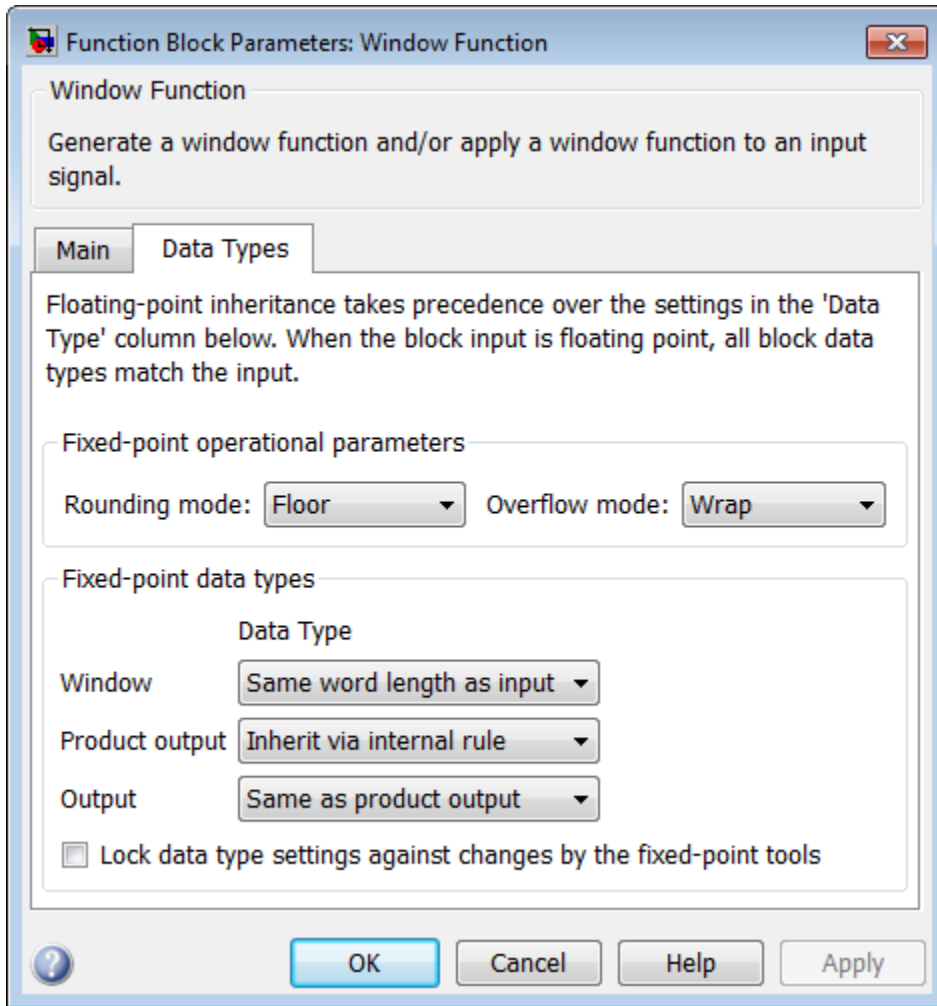 Function Block Parameters: Window Function
Window Function
Generate a window function and/or apply a window function to an input
signal.
Main
Data Types
Floating-point inheritance takes precedence over the settings in the 'Data
Type' column below. When the block input is floating point, all block data
types match the input.
Fixed-point operational parameters
Rounding mode: Floor Overflow mode: Wrap
Fixed-point data types
Data Type
Window Same word length as input
Product output Inherit via internal rule
Output Same as product output
Lock data type settings against changes by the fixed-point tools
? OK Cancel Help Apply